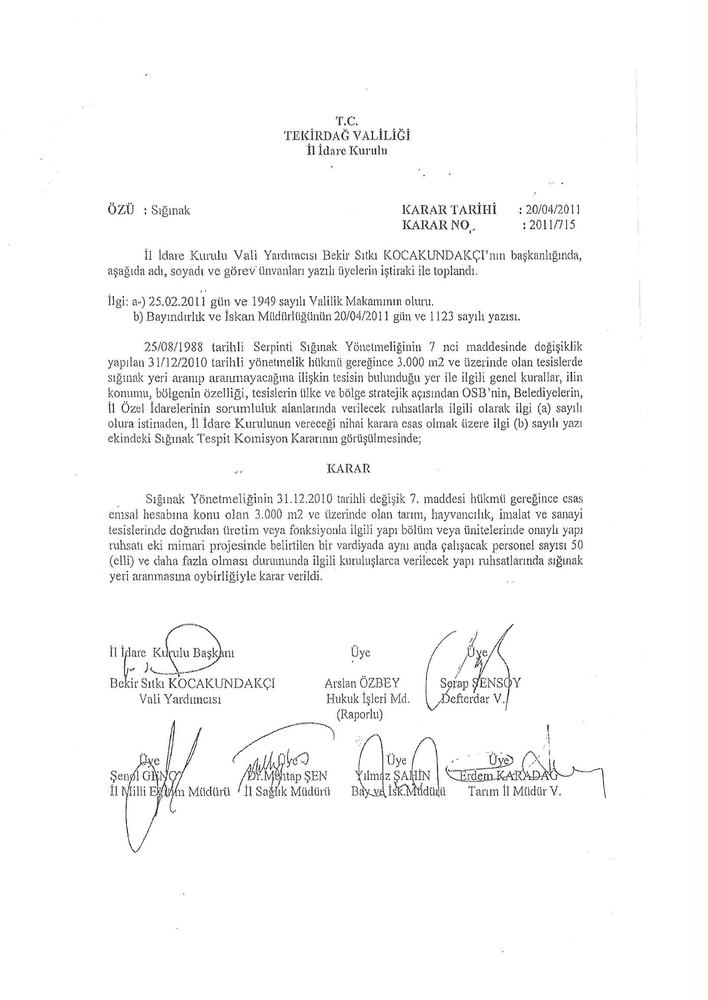 T.C.
TEKİRDAĞ VALİLİĞİ
İl İdare Kurulu
ÖZÜ : Sığınak
KARAR TARİHİ : 20/04/2011
KARAR NO : 2011/715
İl İdare Kurulu Vali Yardımcısı Bekir Sıtkı KOCAKUNDAKÇI'nın başkanlığında,
aşağıda adı, soyadı ve görev ünvanları yazılı üyelerin iştiraki ile toplandı.
İlgi: a-) 25.02.2011 gün ve 1949 sayılı Valilik Makamının oluru.
b) Bayındırlık ve İskan Müdürlüğünün 20/04/2011 gün ve 1123 sayılı yazısı.
25/08/1988 tarihli Serpinti Sığınak Yönetmeliğinin 7 nci maddesinde değişiklik
yapılan 31/12/2010 tarihli yönetmelik hükmü gereğince 3.000 m2 ve üzerinde olan tesislerde
sığınak yeri aranıp aranmayacağına ilişkin tesisin bulunduğu yer ile ilgili genel kurallar, ilin
konumu, bölgenin özelliği, tesislerin ülke ve bölge stratejik açısından OSB'nin, Belediyelerin,
İl Özel İdarelerinin sorumluluk alanlarında verilecek ruhsatlarla ilgili olarak ilgi (a) sayılı
olura istinaden, İl İdare Kurulunun vereceği nihai karara esas olmak üzere ilgi (b) sayılı yazı
ekindeki Sığınak Tespit Komisyon Kararının görüşülmesinde;
KARAR
Sığınak Yönetmeliğinin 31.12.2010 tarihli değişik 7. maddesi hükmü gereğince esas
emsal hesabına konu olan 3.000 m2 ve üzerinde olan tarım, hayvancılık, imalat ve sanayi
tesislerinde doğrudan üretim veya fonksiyonla ilgili yapı bölüm veya ünitelerinde onaylı yapı
ruhsatı eki mimari projesinde belirtilen bir vardiyada aynı anda çalışacak personel sayısı 50
(elli) ve daha fazla olması durumunda ilgili kuruluşlarca verilecek yapı ruhsatlarında sığınak
yeri aranmasına oybirliğiyle karar verildi.
İl İdare Kurulu Başkanı Üye Üye
Bekir Sıtkı KOCAKUNDAKÇI Arslan ÖZBEY Serap ŞENSOY
Vali Yardımcısı Hukuk İşleri Md. Defterdar V.
(Raporlu)
Üye Üye Üye Üye
Şenol GENÇ Dr.Mehtap ŞEN Yılmaz ŞAHİN Erdem KARADAĞ
İl Milli Eğitim Müdürü İl Sağlık Müdürü Bay.ve İsk.Müdürü Tarım İl Müdür V.